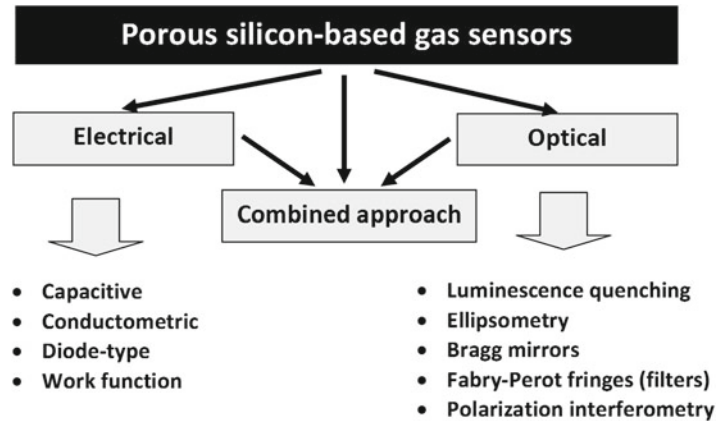 Porous silicon-based gas sensors
Electrical
Optical
Combined approach
• Capacitive
• Conductometric
• Diode-type
• Work function
• Luminescence quenching
• Ellipsometry
• Bragg mirrors
• Fabry-Perot fringes (filters)
• Polarization interferometry